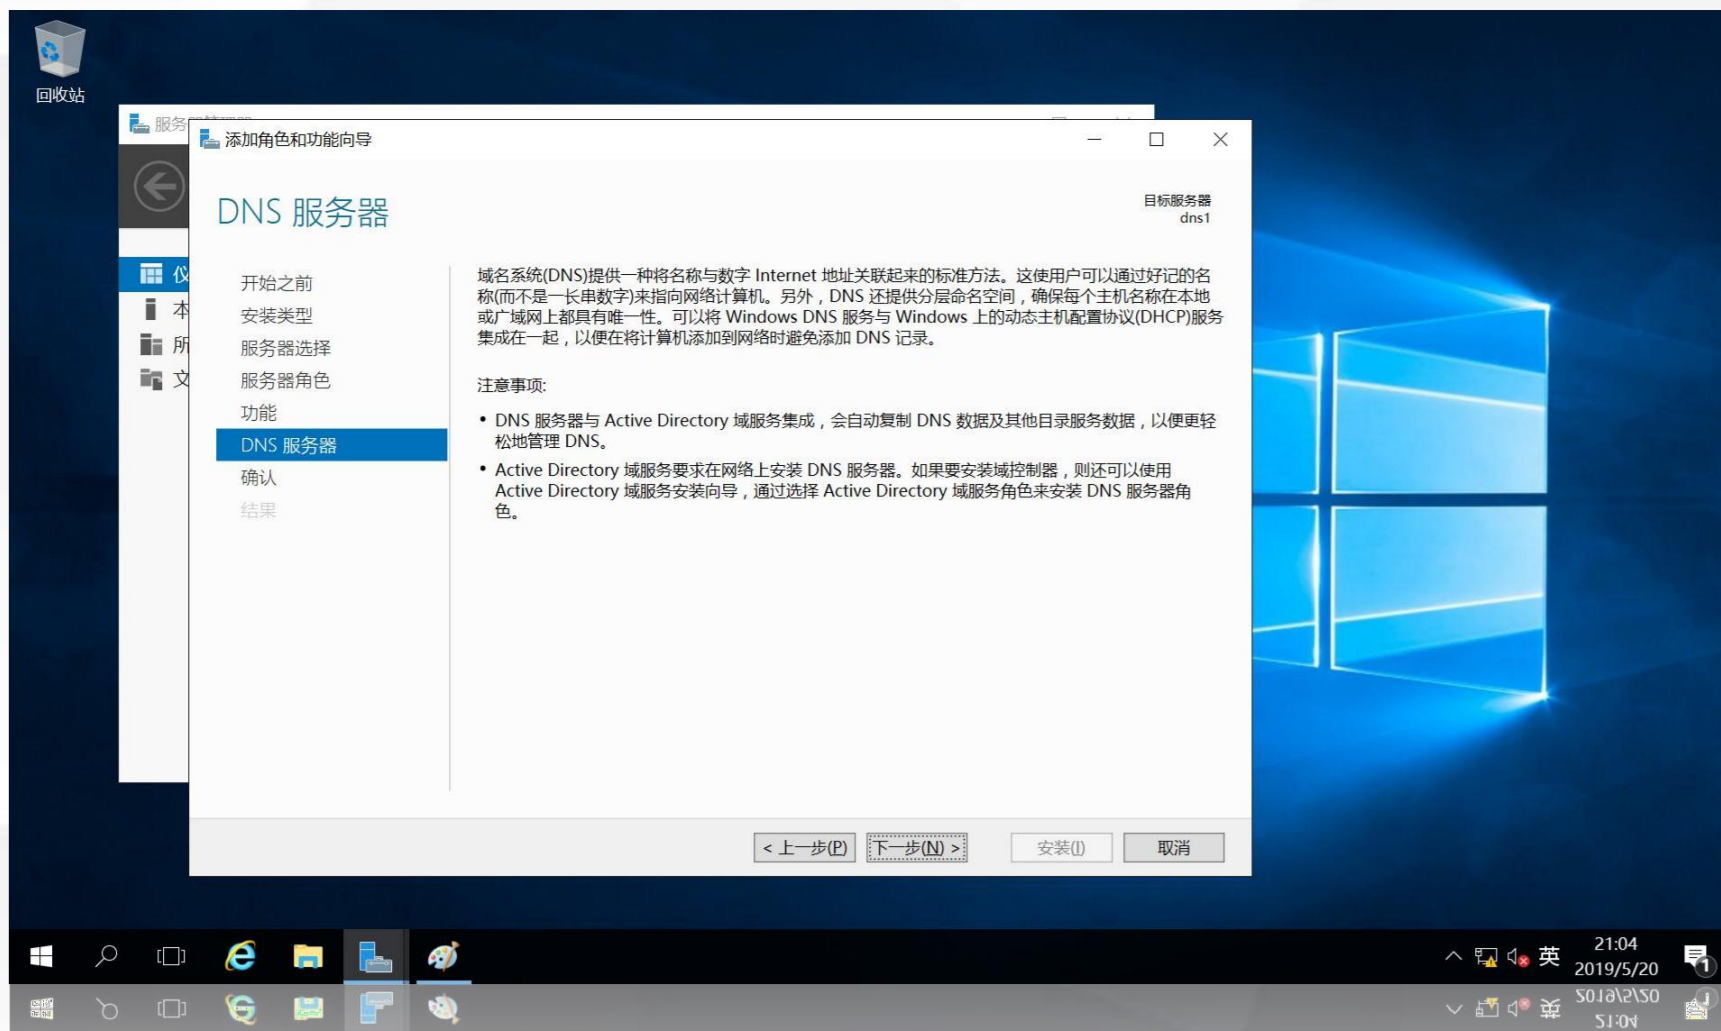 回收站
服务
添加角色和功能向导
DNS 服务器
目标服务器
dns1
仪
本
所
文
开始之前
安装类型
服务器选择
服务器角色
功能
DNS 服务器
确认
结果
域名系统(DNS)提供一种将名称与数字 Internet 地址关联起来的标准方法。这使用户可以通过好记的名
称(而不是一长串数字)来指向网络计算机。另外，DNS 还提供分层命名空间，确保每个主机名称在本地
或广域网上都具有唯一性。可以将 Windows DNS 服务与 Windows 上的动态主机配置协议(DHCP)服务
集成在一起，以便在将计算机添加到网络时避免添加 DNS 记录。
注意事项:
• DNS 服务器与 Active Directory 域服务集成，会自动复制 DNS 数据及其他目录服务数据，以便更轻
松地管理 DNS。
• Active Directory 域服务要求在网络上安装 DNS 服务器。如果要安装域控制器，则还可以使用
Active Directory 域服务安装向导，通过选择 Active Directory 域服务角色来安装 DNS 服务器角
色。
< 上一步(P)
下一步(N) >
安装(I)
取消
英
21:04
2019/5/20
1